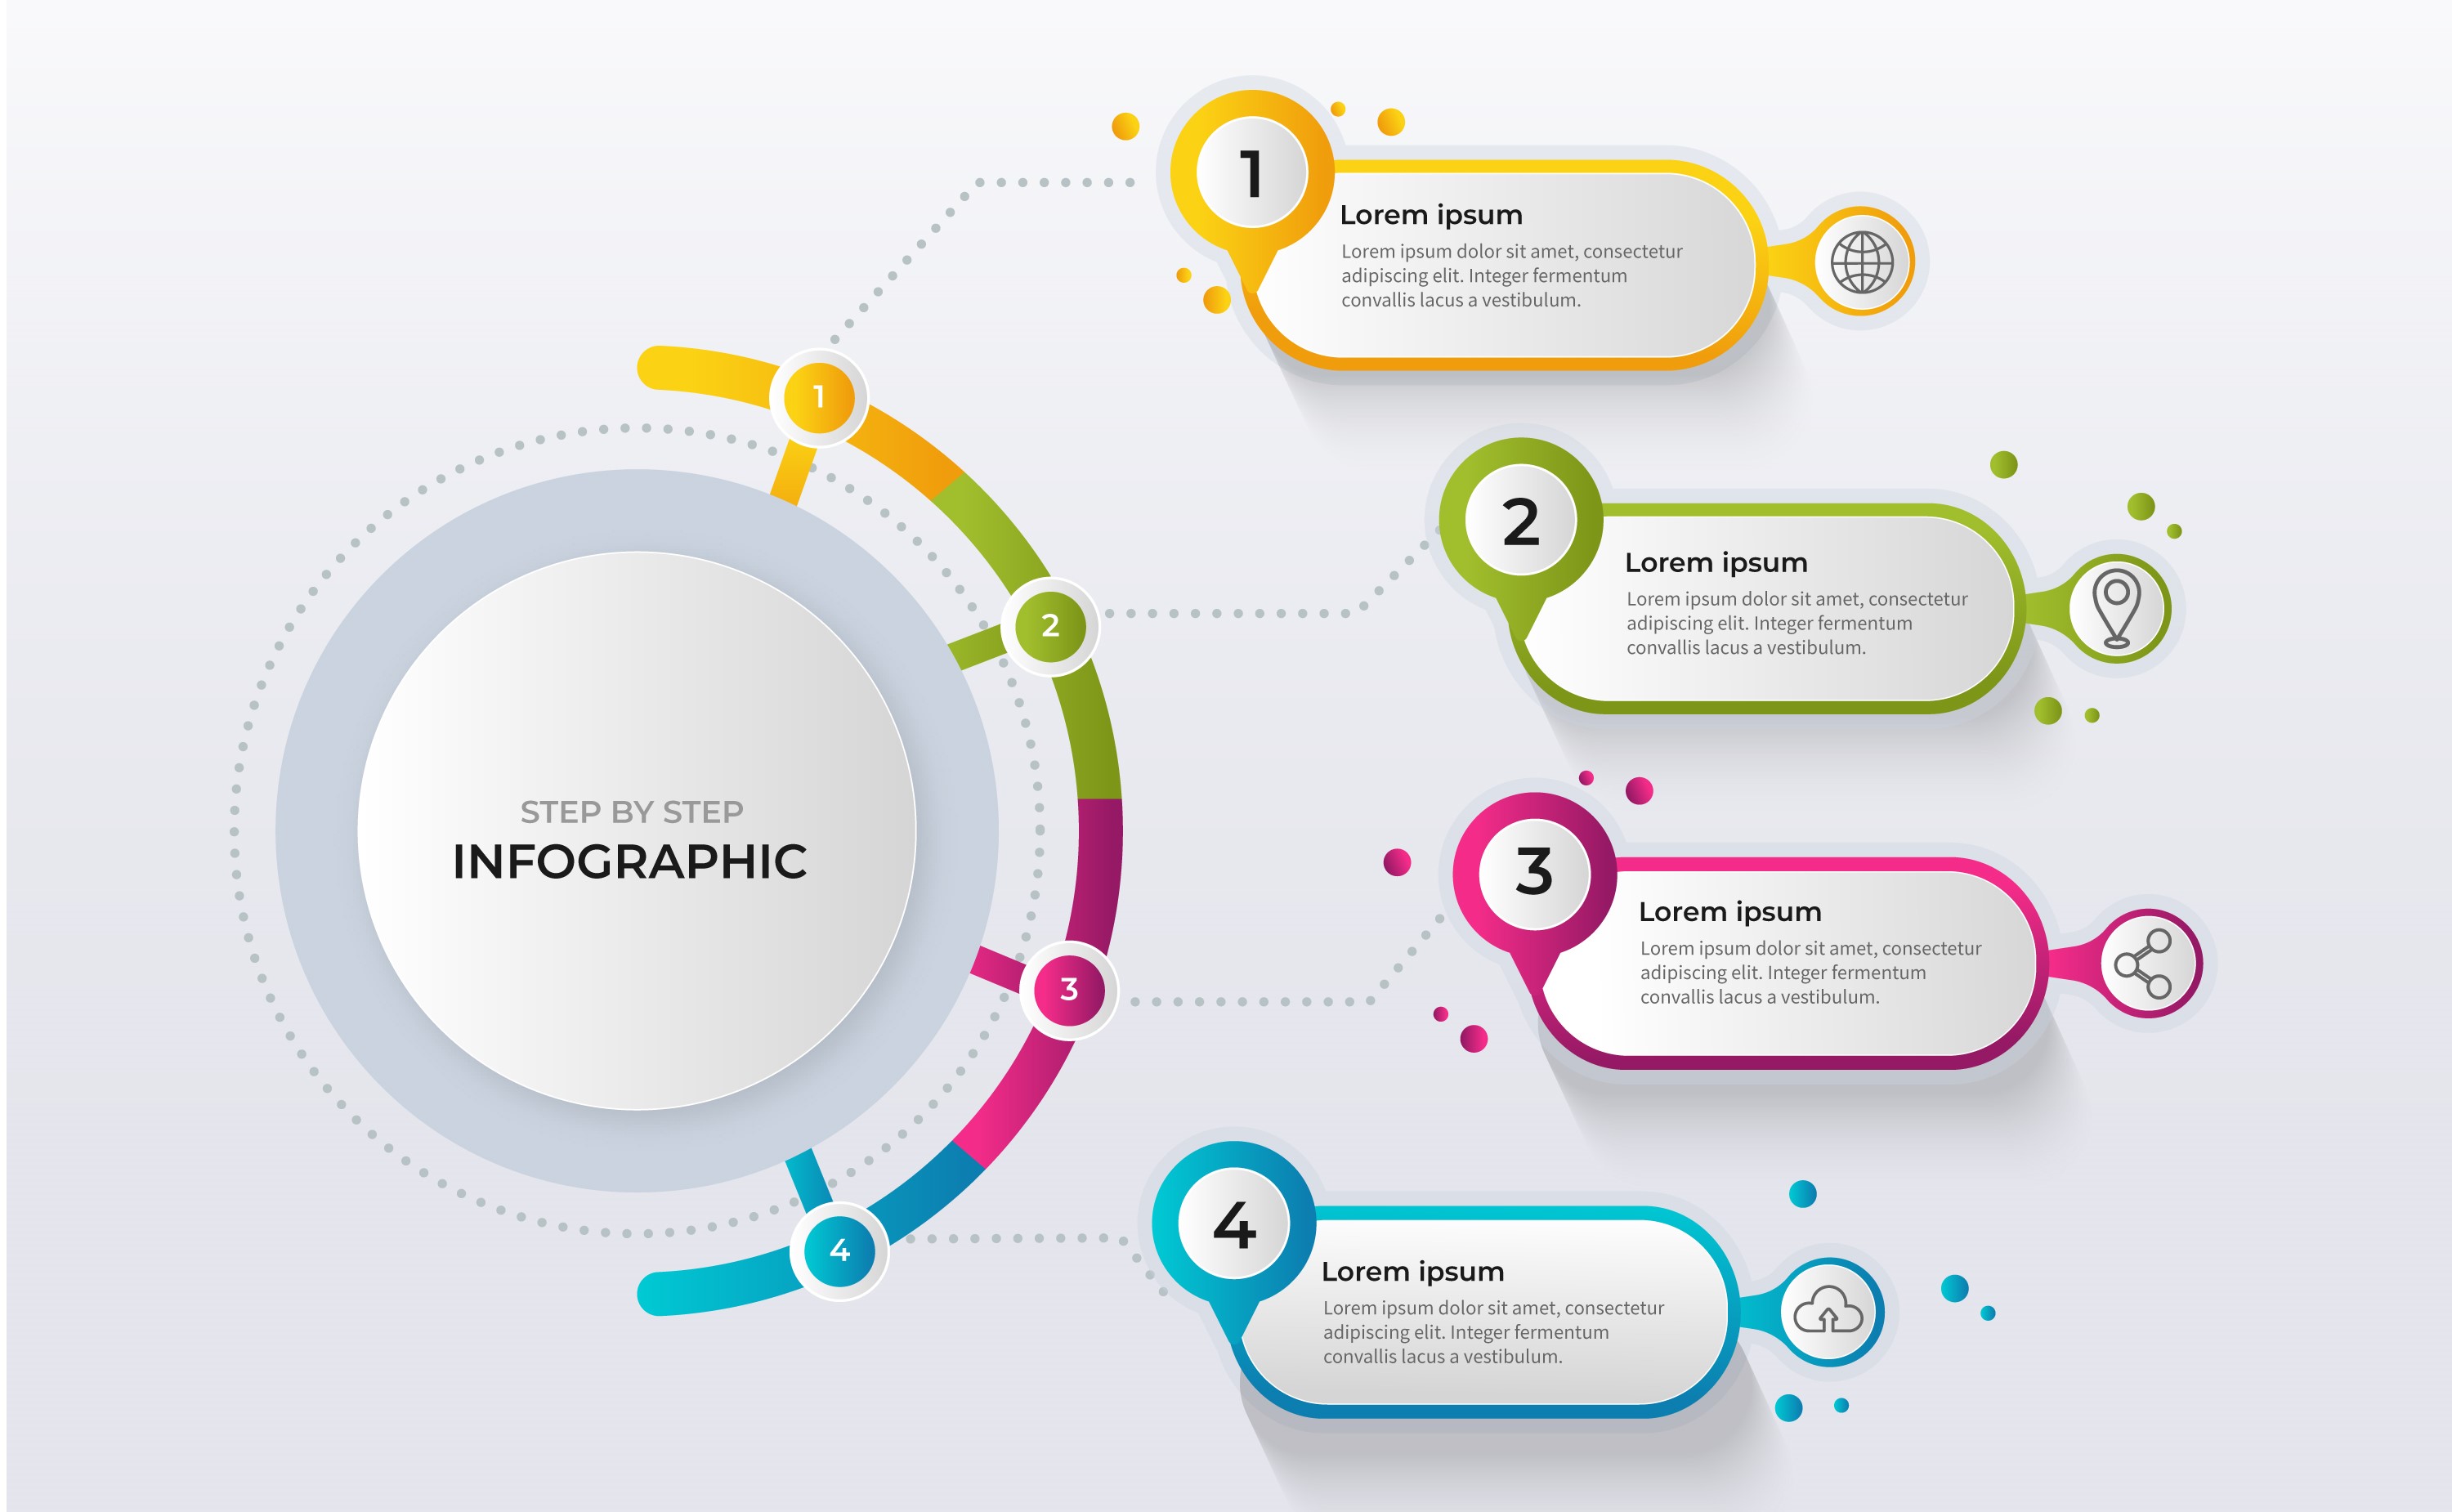 STEP BY STEP
INFOGRAPHIC
1
2
3
4
1
Lorem ipsum
Lorem ipsum dolor sit amet, consectetur
adipiscing elit. Integer fermentum
convallis lacus a vestibulum.
2
Lorem ipsum
Lorem ipsum dolor sit amet, consectetur
adipiscing elit. Integer fermentum
convallis lacus a vestibulum.
3
Lorem ipsum
Lorem ipsum dolor sit amet, consectetur
adipiscing elit. Integer fermentum
convallis lacus a vestibulum.
4
Lorem ipsum
Lorem ipsum dolor sit amet, consectetur
adipiscing elit. Integer fermentum
convallis lacus a vestibulum.